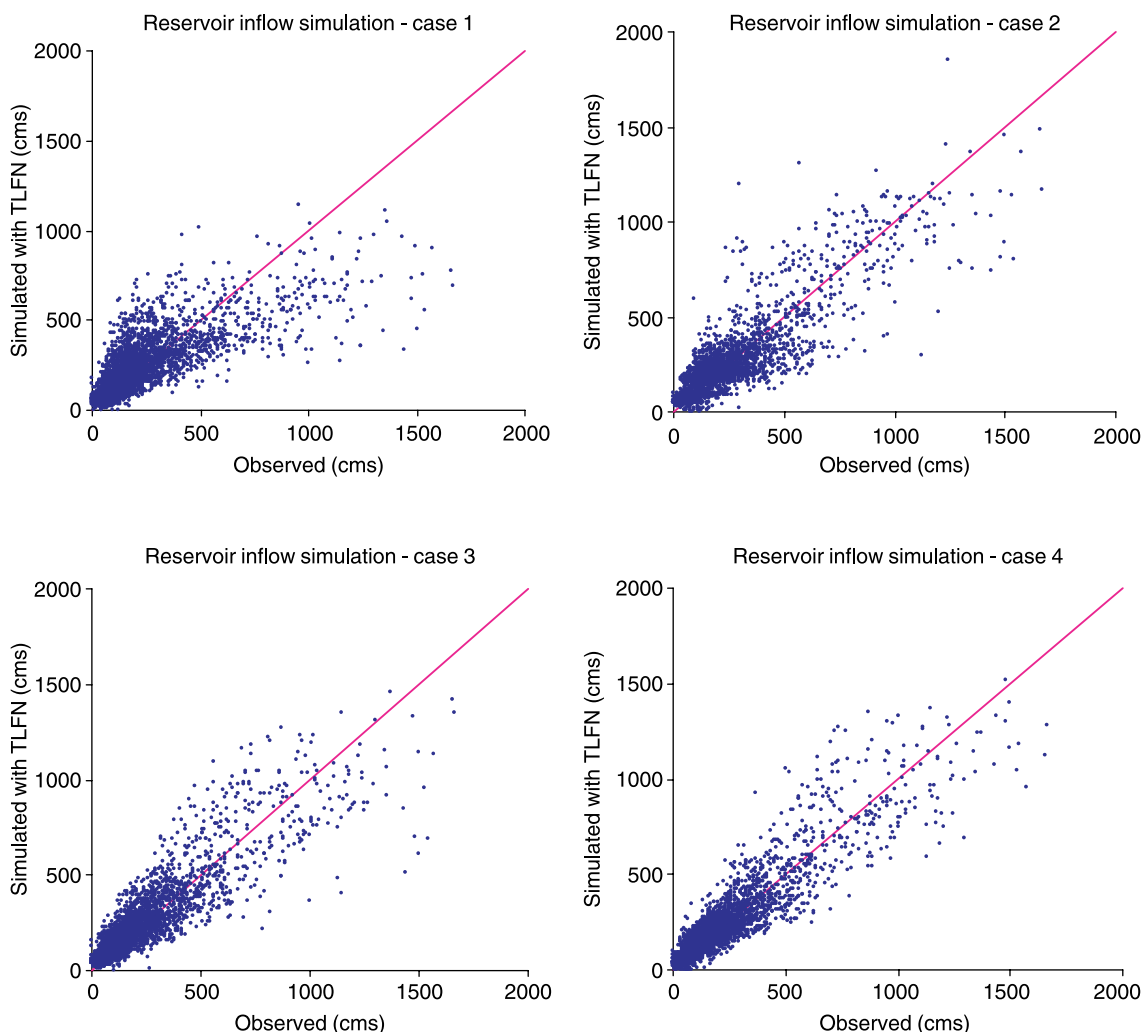 Reservoir inflow simulation - case 1
2000
1500
1000
500
0
Simulated with TLFN (cms)
0 500 1000 1500 2000
Observed (cms)
Reservoir inflow simulation - case 2
2000
1500
1000
500
0
Simulated with TLFN (cms)
0 500 1000 1500 2000
Observed (cms)
Reservoir inflow simulation - case 3
2000
1500
1000
500
0
Simulated with TLFN (cms)
0 500 1000 1500 2000
Observed (cms)
Reservoir inflow simulation - case 4
2000
1500
1000
500
0
Simulated with TLFN (cms)
0 500 1000 1500 2000
Observed (cms)